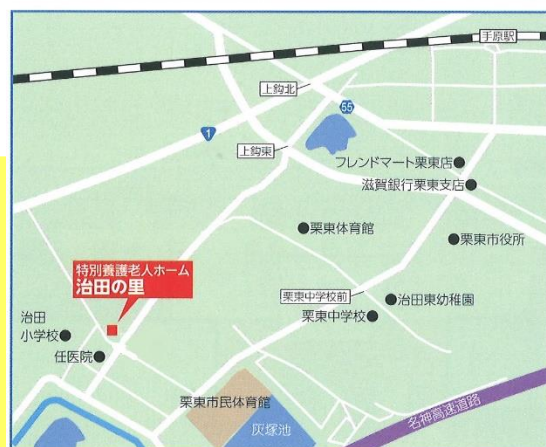 手原駅
上鈎北
55
1
上鈎東
フレンドマート栗東店
滋賀銀行栗東支店
栗東体育館
栗東市役所
特別養護老人ホーム
治田の里
栗東中学校前
治田東幼稚園
治田
小学校
栗東中学校
任医院
栗東市民体育館
名神高速道路
灰塚池